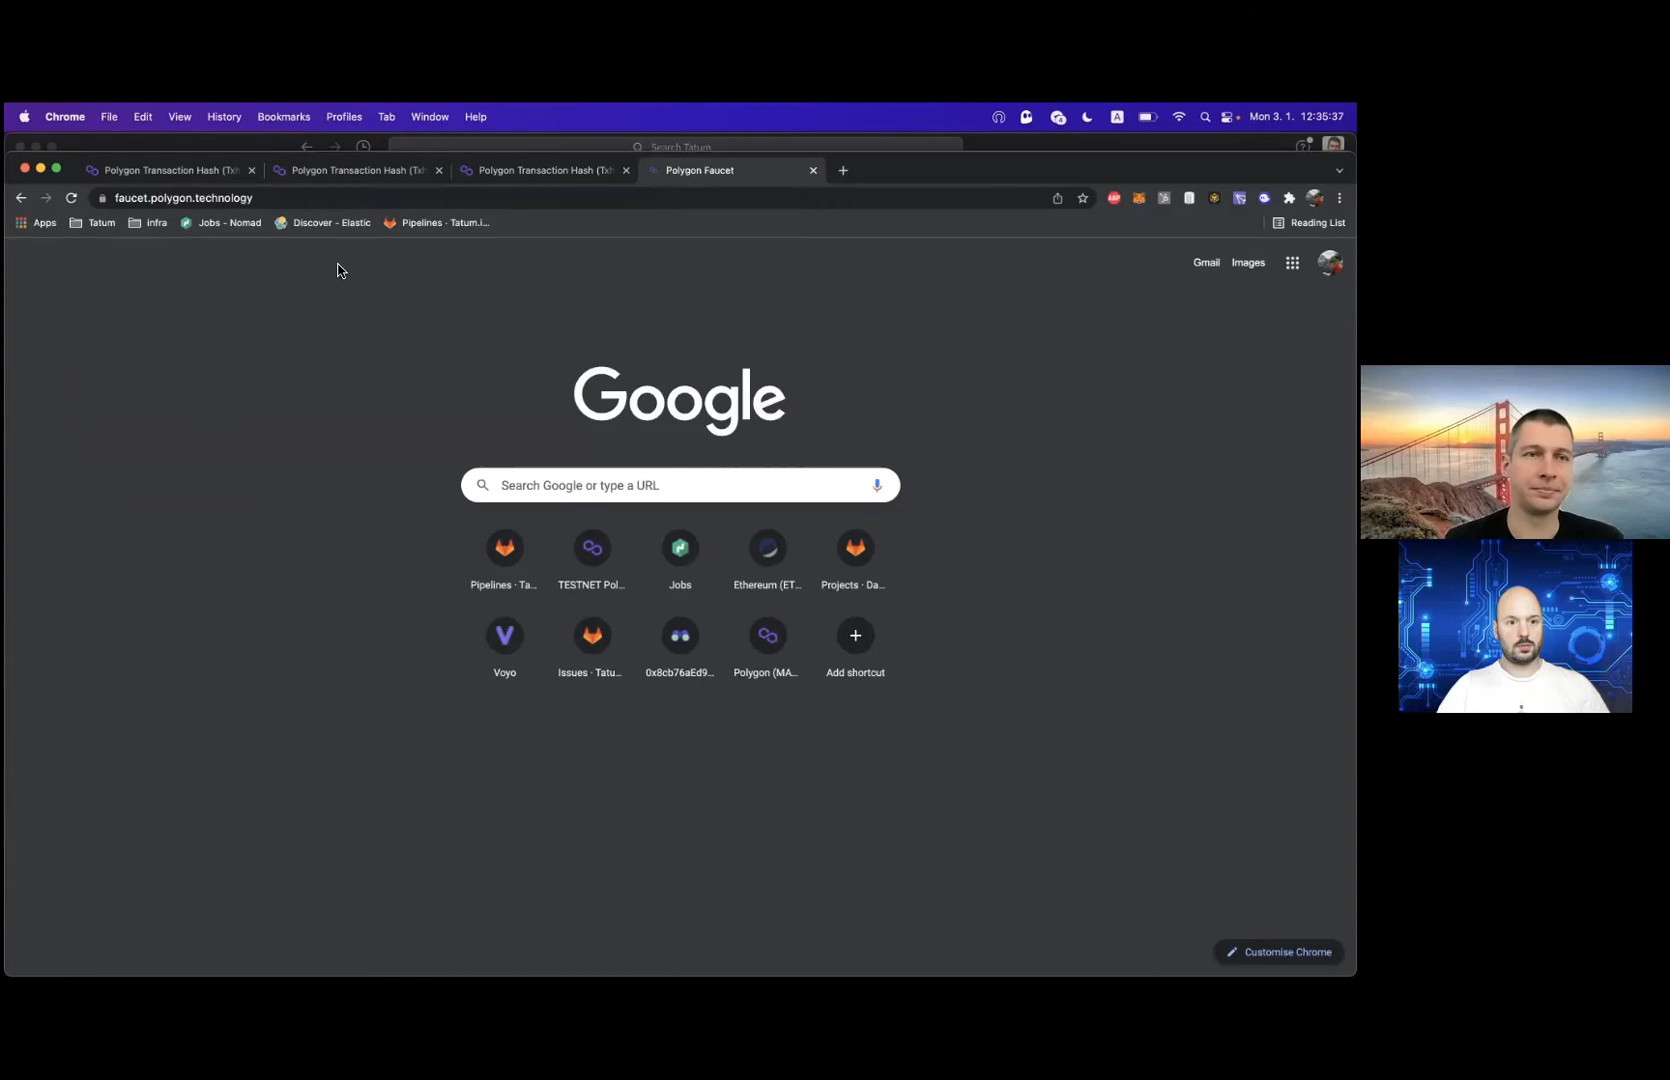 Chrome File Edit View History Bookmarks Profiles Tab Window Help A Mon 3. 1. 12:35:37
Search Tatum
Polygon Transaction Hash (Txh Polygon Transaction Hash (Txh Polygon Transaction Hash (Txh Polygon Faucet
faucet.polygon.technology
Apps Tatum infra Jobs - Nomad Discover - Elastic Pipelines · Tatum.i... Reading List
Gmail Images
Google
Search Google or type a URL
Pipelines · Ta... TESTNET Pol... Jobs Ethereum (ET... Projects · Da...
Voyo Issues · Tatu... 0x8cb76aEd9... Polygon (MA... Add shortcut
Customise Chrome